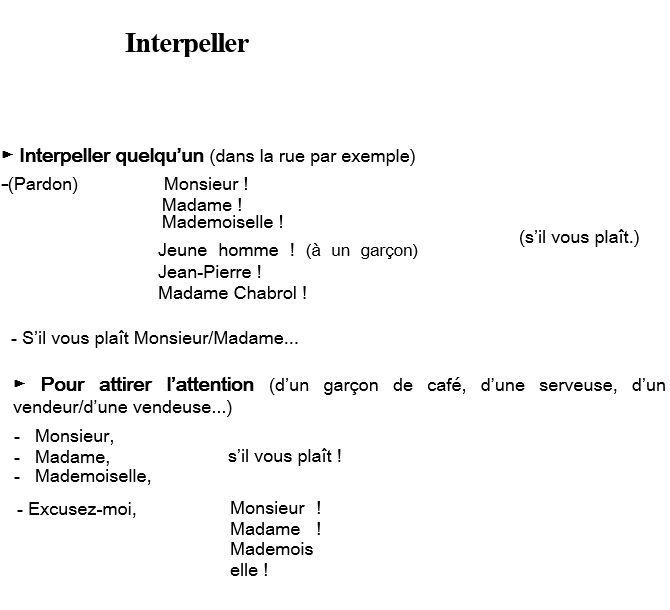 Interpeller
► Interpeller quelqu’un (dans la rue par exemple)
-(Pardon) Monsieur !
Madame !
Mademoiselle !
(s’il vous plaît.)
Jeune homme ! (à un garçon)
Jean-Pierre !
Madame Chabrol !
- S’il vous plaît Monsieur/Madame...
► Pour attirer l’attention (d’un garçon de café, d’une serveuse, d’un
vendeur/d’une vendeuse...)
- Monsieur,
- Madame, s’il vous plaît !
- Mademoiselle,
- Excusez-moi, Monsieur !
Madame !
Mademois
elle !